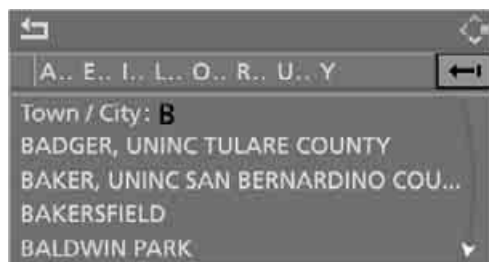 A.. E.. I.. L.. O.. R.. U.. Y
Town / City: B
BADGER, UNINC TULARE COUNTY
BAKER, UNINC SAN BERNARDINO COU...
BAKERSFIELD
BALDWIN PARK